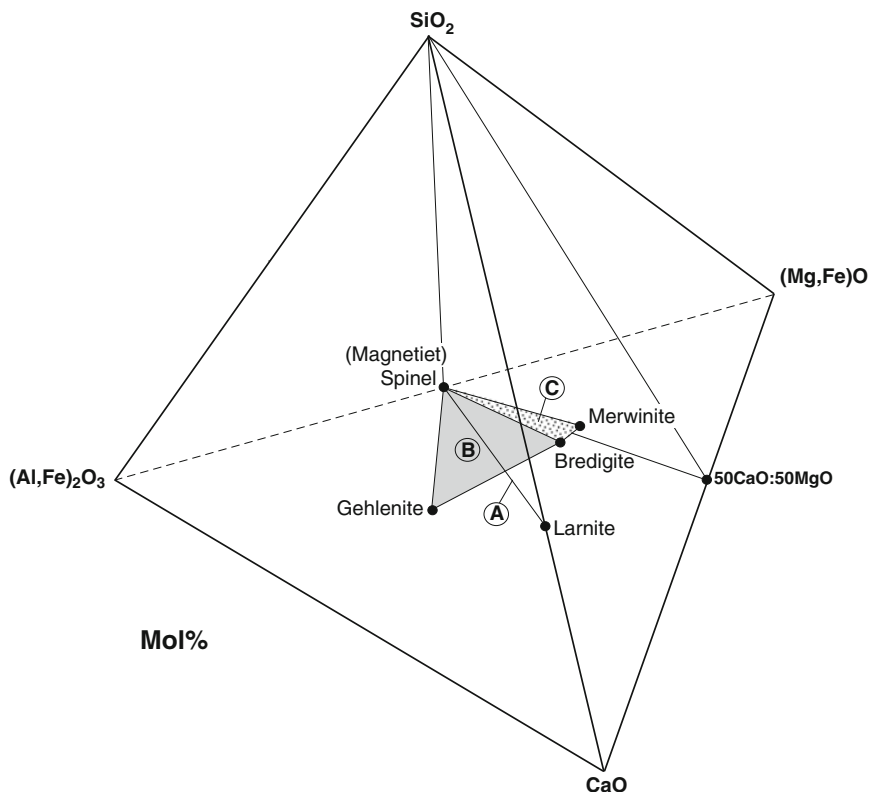 SiO2
(Mg,Fe)O
(Magnetiet)
Spinel
C
Merwinite
B
Bredigite
(Al,Fe)2O3
50CaO:50MgO
Gehlenite
A
Larnite
Mol%
CaO